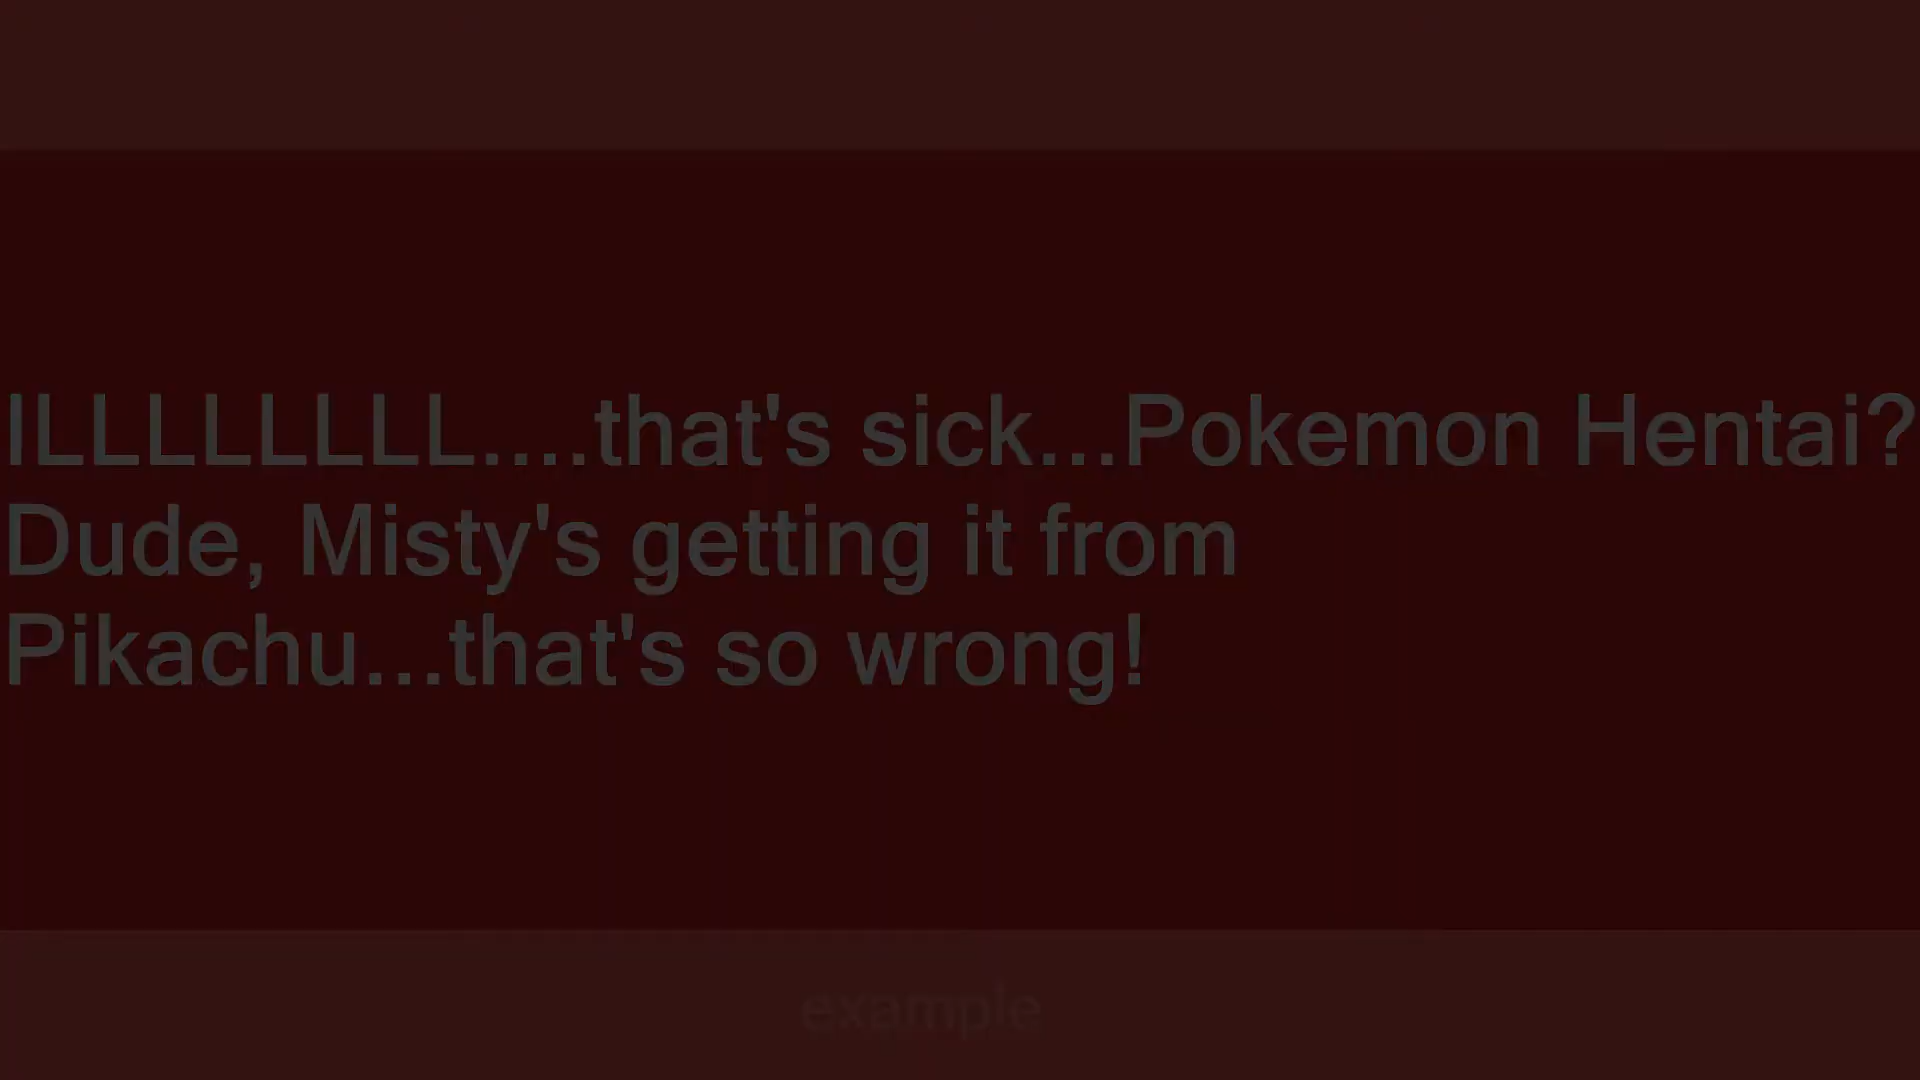 ILLLLLLLL....that's sick...Pokemon Hentai?
Dude, Misty's getting it from
Pikachu...that's so wrong!
example